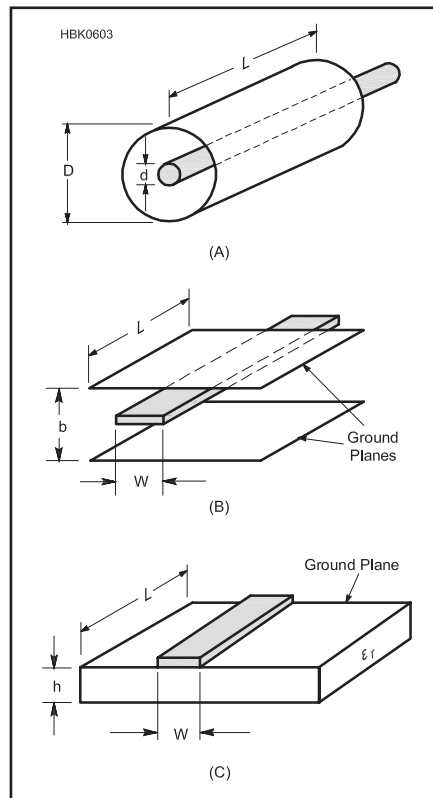 HBK0603
L
D
d
(A)
L
b
W
Ground
Planes
(B)
Ground Plane
L
εr
h
W
(C)